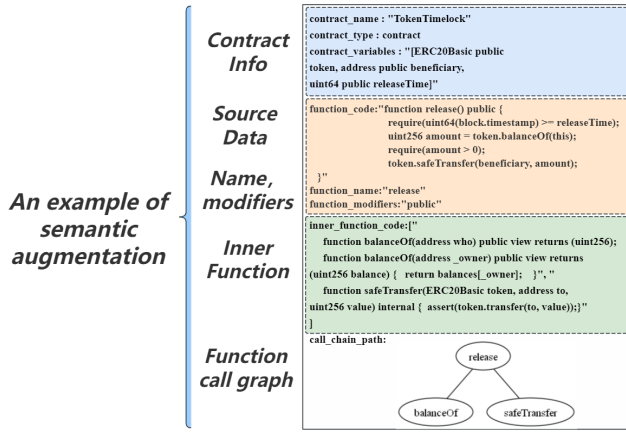 An example of
semantic
augmentation
Contract
Info
contract_name : "TokenTimelock"
contract_type : contract
contract_variables : "[ERC20Basic public
token, address public beneficiary,
uint64 public releaseTime]"
Source
Data
function_code:"function release() public {
require(uint64(block.timestamp) >= releaseTime);
uint256 amount = token.balanceOf(this);
require(amount > 0);
token.safeTransfer(beneficiary, amount);
}"
Name,
modifiers
function_name:"release"
function_modifiers:"public"
Inner
Function
inner_function_code:["
function balanceOf(address who) public view returns (uint256);
function balanceOf(address _owner) public view returns
(uint256 balance) { return balances[_owner]; }", "
function safeTransfer(ERC20Basic token, address to,
uint256 value) internal { assert(token.transfer(to, value));}"
]
Function
call graph
call_chain_path:
release
balanceOf
safeTransfer